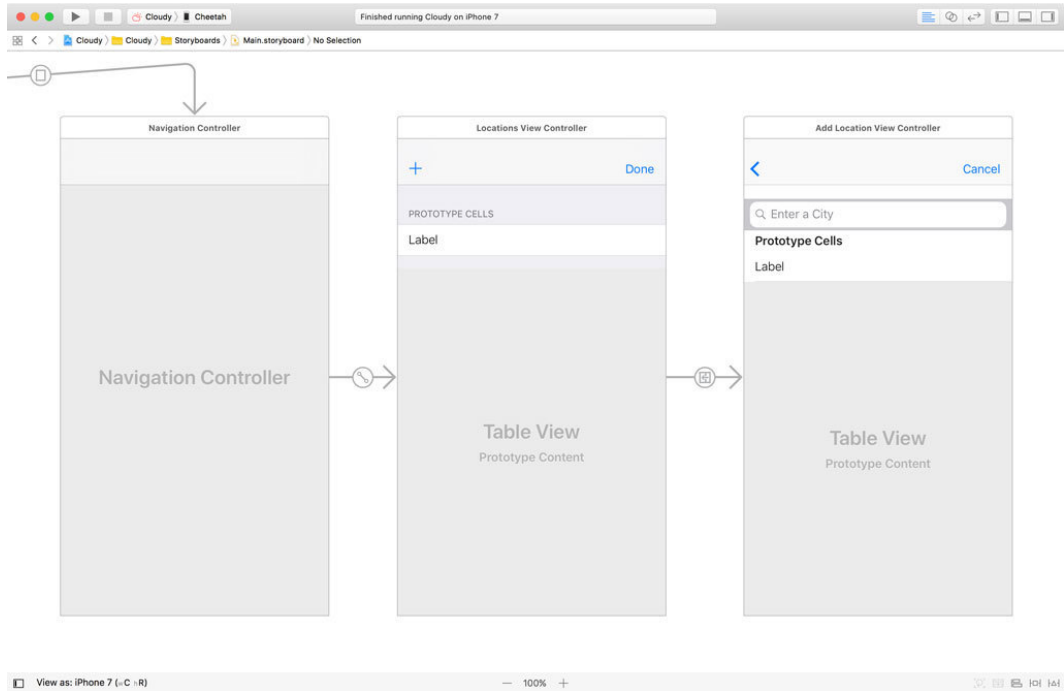 Cloudy 〉 Cheetah
Finished running Cloudy on iPhone 7
Cloudy 〉 Cloudy 〉 Storyboards 〉 Main.storyboard 〉 No Selection
Navigation Controller
Locations View Controller
Add Location View Controller
+ Done
Cancel
PROTOTYPE CELLS
Label
Enter a City
Prototype Cells
Label
Navigation Controller
Table View
Prototype Content
Table View
Prototype Content
View as: iPhone 7 (wC hR)
— 100% +